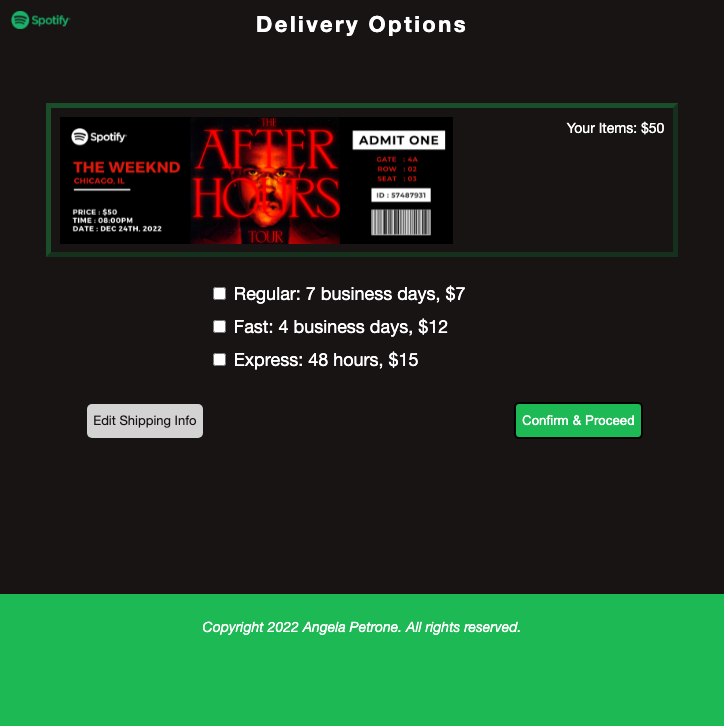 Spotify
Delivery Options
Your Items: $50
Spotify
THE WEEKND
CHICAGO, IL
PRICE : $50
TIME : 08:00PM
DATE : DEC 24TH, 2022
THE
AFTER
HOURS
TOUR
ADMIT ONE
GATE : 4A
ROW : 02
SEAT : 03
ID : 57487931
Regular: 7 business days, $7
Fast: 4 business days, $12
Express: 48 hours, $15
Edit Shipping Info
Confirm & Proceed
Copyright 2022 Angela Petrone. All rights reserved.